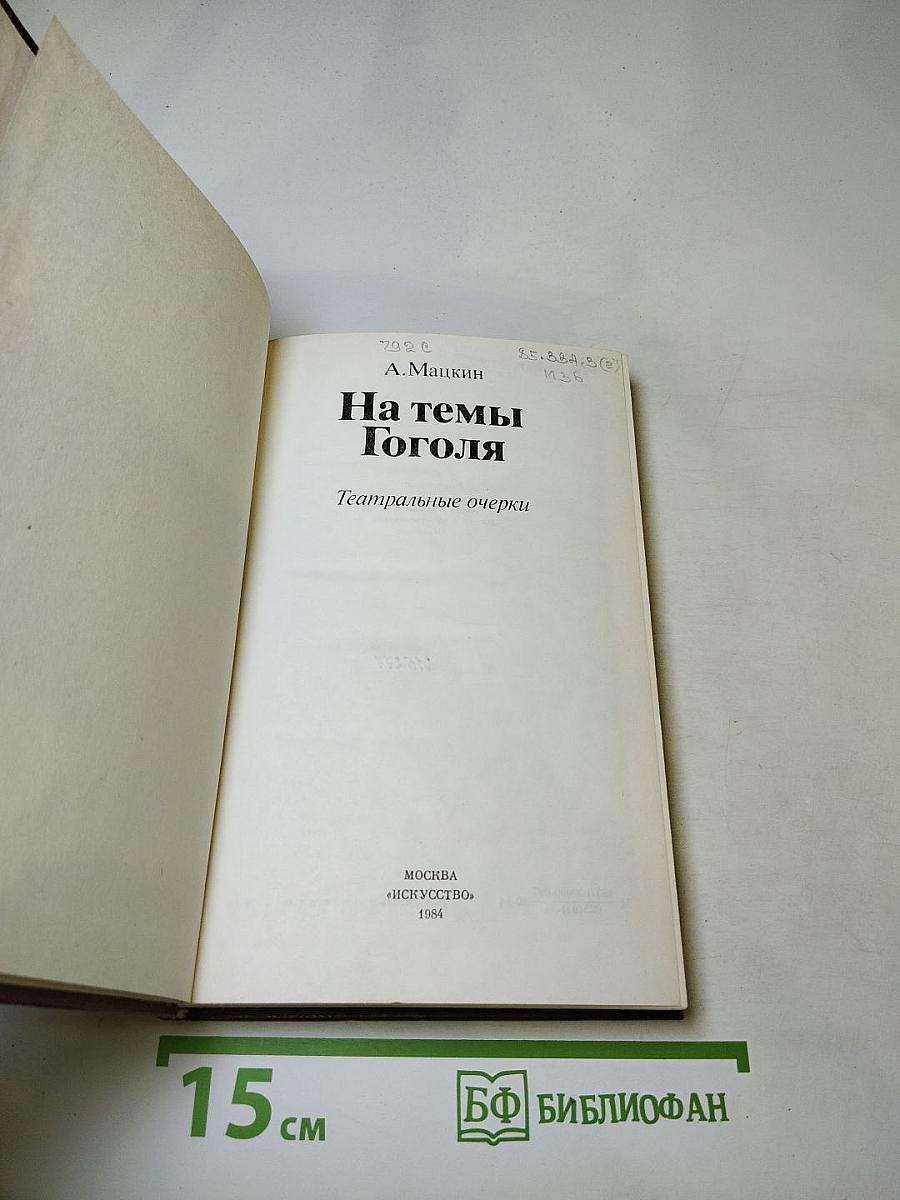 792С
85.334.3(2)
М36
А.Мацкин
На темы
Гоголя
Театральные очерки
МОСКВА
«ИСКУССТВО»
1984
15 см
БФ БИБЛИОФАН